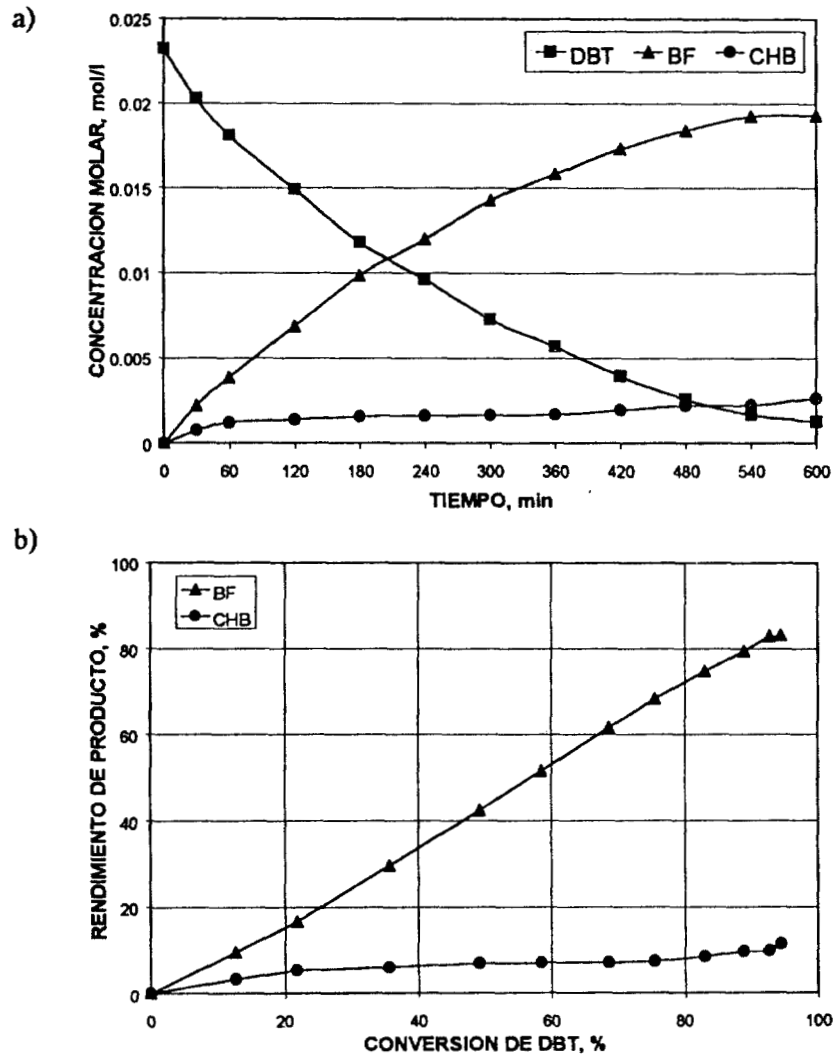 a)
DBT BF CHB
CONCENTRACION MOLAR, mol/l
0.025
0.02
0.015
0.01
0.005
0
0 60 120 180 240 300 360 420 480 540 600
TIEMPO, min
b)
BF
CHB
RENDIMIENTO DE PRODUCTO, %
100
80
60
40
20
0
0 20 40 60 80 100
CONVERSION DE DBT, %